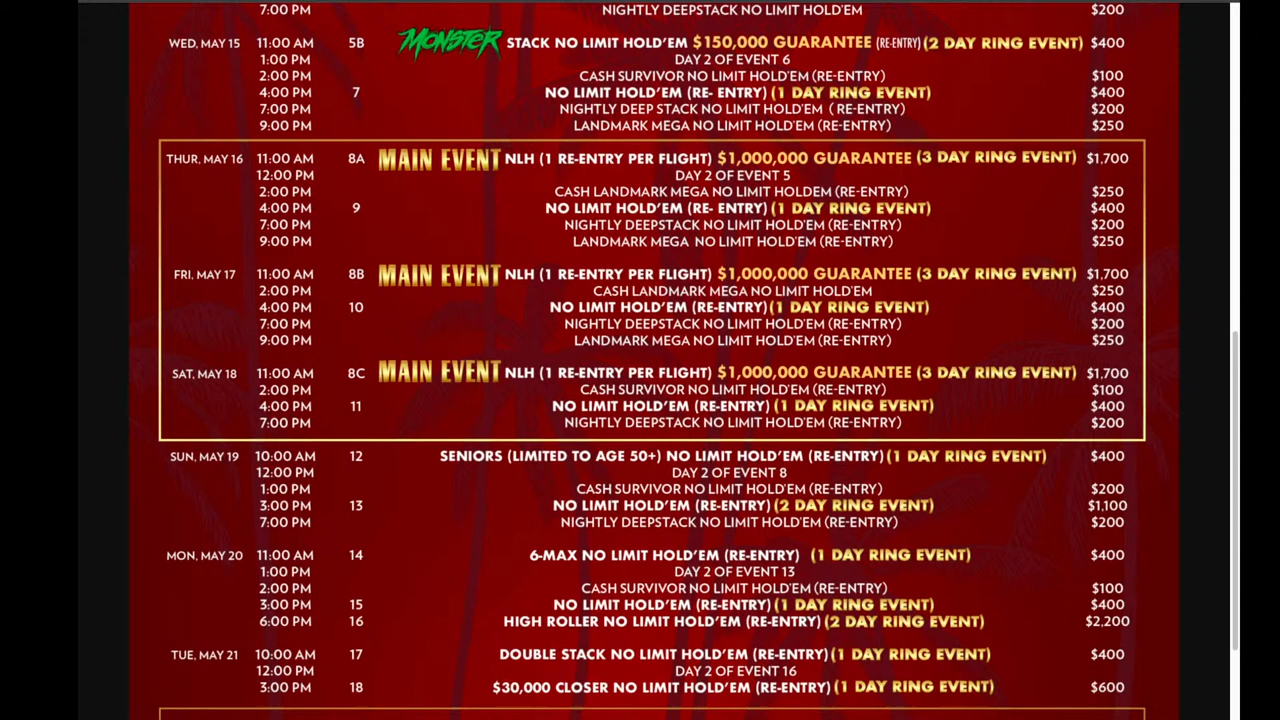 7:00 PM NIGHTLY DEEPSTACK NO LIMIT HOLD'EM $200
WED, MAY 15 11:00 AM 5B MONSTER STACK NO LIMIT HOLD'EM $150,000 GUARANTEE (RE-ENTRY) (2 DAY RING EVENT) $400
1:00 PM DAY 2 OF EVENT 6
2:00 PM CASH SURVIVOR NO LIMIT HOLD'EM (RE-ENTRY) $100
4:00 PM 7 NO LIMIT HOLD'EM (RE- ENTRY) (1 DAY RING EVENT) $400
7:00 PM NIGHTLY DEEP STACK NO LIMIT HOLD'EM ( RE-ENTRY) $200
9:00 PM LANDMARK MEGA NO LIMIT HOLD'EM (RE-ENTRY) $250
THUR, MAY 16 11:00 AM 8A MAIN EVENT NLH (1 RE-ENTRY PER FLIGHT) $1,000,000 GUARANTEE (3 DAY RING EVENT) $1,700
12:00 PM DAY 2 OF EVENT 5
2:00 PM CASH LANDMARK MEGA NO LIMIT HOLDEM (RE-ENTRY) $250
4:00 PM 9 NO LIMIT HOLD'EM (RE- ENTRY) (1 DAY RING EVENT) $400
7:00 PM NIGHTLY DEEPSTACK NO LIMIT HOLD'EM (RE-ENTRY) $200
9:00 PM LANDMARK MEGA NO LIMIT HOLD'EM (RE-ENTRY) $250
FRI, MAY 17 11:00 AM 8B MAIN EVENT NLH (1 RE-ENTRY PER FLIGHT) $1,000,000 GUARANTEE (3 DAY RING EVENT) $1,700
2:00 PM CASH LANDMARK MEGA NO LIMIT HOLD'EM $250
4:00 PM 10 NO LIMIT HOLD'EM (RE-ENTRY) (1 DAY RING EVENT) $400
7:00 PM NIGHTLY DEEPSTACK NO LIMIT HOLD'EM (RE-ENTRY) $200
9:00 PM LANDMARK MEGA NO LIMIT HOLD'EM (RE-ENTRY) $250
SAT, MAY 18 11:00 AM 8C MAIN EVENT NLH (1 RE-ENTRY PER FLIGHT) $1,000,000 GUARANTEE (3 DAY RING EVENT) $1,700
2:00 PM CASH SURVIVOR NO LIMIT HOLD'EM (RE-ENTRY) $100
4:00 PM 11 NO LIMIT HOLD'EM (RE-ENTRY) (1 DAY RING EVENT) $400
7:00 PM NIGHTLY DEEPSTACK NO LIMIT HOLD'EM (RE-ENTRY) $200
SUN, MAY 19 10:00 AM 12 SENIORS (LIMITED TO AGE 50+) NO LIMIT HOLD'EM (RE-ENTRY) (1 DAY RING EVENT) $400
12:00 PM DAY 2 OF EVENT 8
1:00 PM CASH SURVIVOR NO LIMIT HOLD'EM (RE-ENTRY) $200
3:00 PM 13 NO LIMIT HOLD'EM (RE-ENTRY) (2 DAY RING EVENT) $1,100
7:00 PM NIGHTLY DEEPSTACK NO LIMIT HOLD'EM (RE-ENTRY) $200
MON, MAY 20 11:00 AM 14 6-MAX NO LIMIT HOLD'EM (RE-ENTRY) (1 DAY RING EVENT) $400
1:00 PM DAY 2 OF EVENT 13
2:00 PM CASH SURVIVOR NO LIMIT HOLD'EM (RE-ENTRY) $100
3:00 PM 15 NO LIMIT HOLD'EM (RE-ENTRY) (1 DAY RING EVENT) $400
6:00 PM 16 HIGH ROLLER NO LIMIT HOLD'EM (RE-ENTRY) (2 DAY RING EVENT) $2,200
TUE, MAY 21 10:00 AM 17 DOUBLE STACK NO LIMIT HOLD'EM (RE-ENTRY) (1 DAY RING EVENT) $400
12:00 PM DAY 2 OF EVENT 16
3:00 PM 18 $30,000 CLOSER NO LIMIT HOLD'EM (RE-ENTRY) (1 DAY RING EVENT) $600